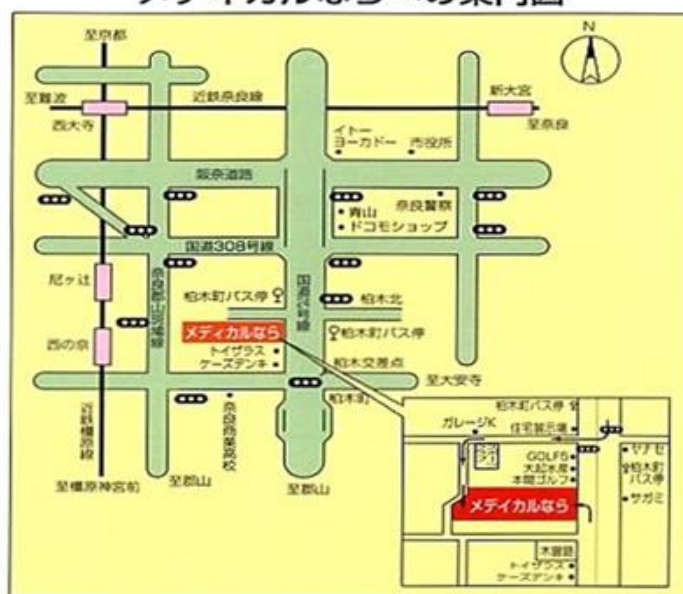 メディカルならへの案内図
至京都
N
至難波
近鉄奈良線
新大宮
西大寺
至奈良
イトー
ヨーカドー
市役所
阪奈道路
奈良警察
青山
ドコモショップ
国道308号線
尼ヶ辻
柏木町バス停
柏木北
国道24号線
メディカルなら
柏木町バス停
西の京
トイザラス
ケーズデンキ
柏木交差点
至大安寺
柏木町
奈良商業高校
近鉄橿原線
至橿原神宮前
至郡山
至郡山
柏木町バス停
ガレージK
住宅展示場
GOLF5
ヤナセ
大起水産
柏木町
バス停
本間ゴルフ
メディカルなら
サガミ
トイザラス
ケーズデンキ